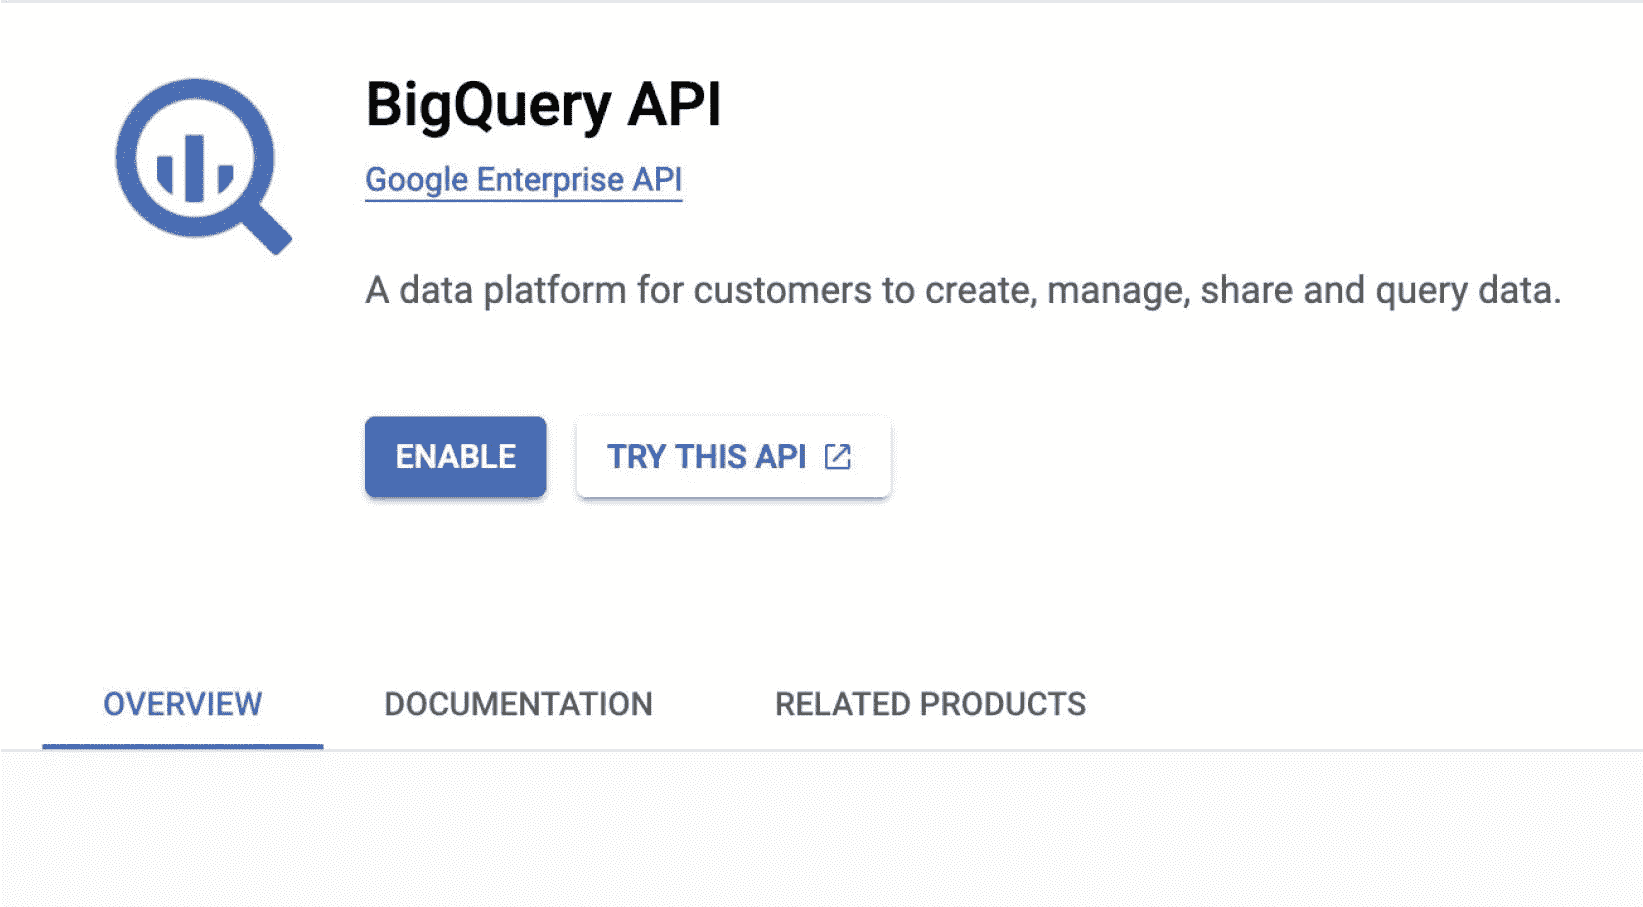 BigQuery API
Google Enterprise API
A data platform for customers to create, manage, share and query data.
ENABLE
TRY THIS API
OVERVIEW
DOCUMENTATION
RELATED PRODUCTS